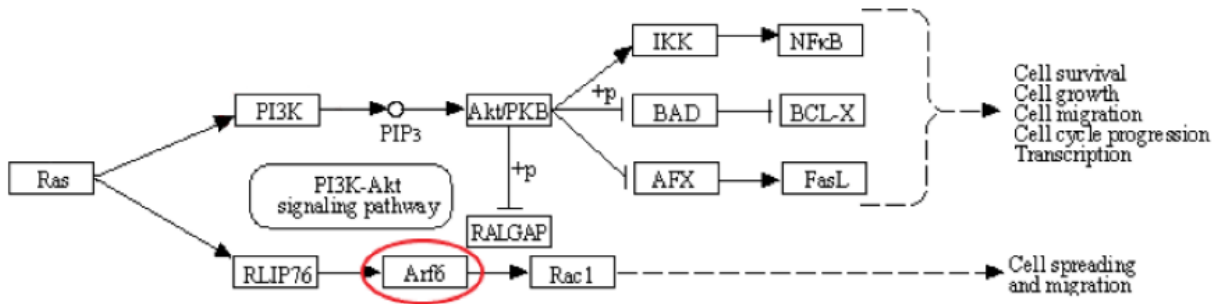 IKK
NFκB
Cell survival
Cell growth
Cell migration
Cell cycle progression
Transcription
PI3K
PIP3
Akt/PKB
+p
BAD
BCL-X
+p
Ras
PI3K-Akt
signaling pathway
AFX
FasL
RALGAP
RLIP76
Arf6
Rac1
Cell spreading
and migration